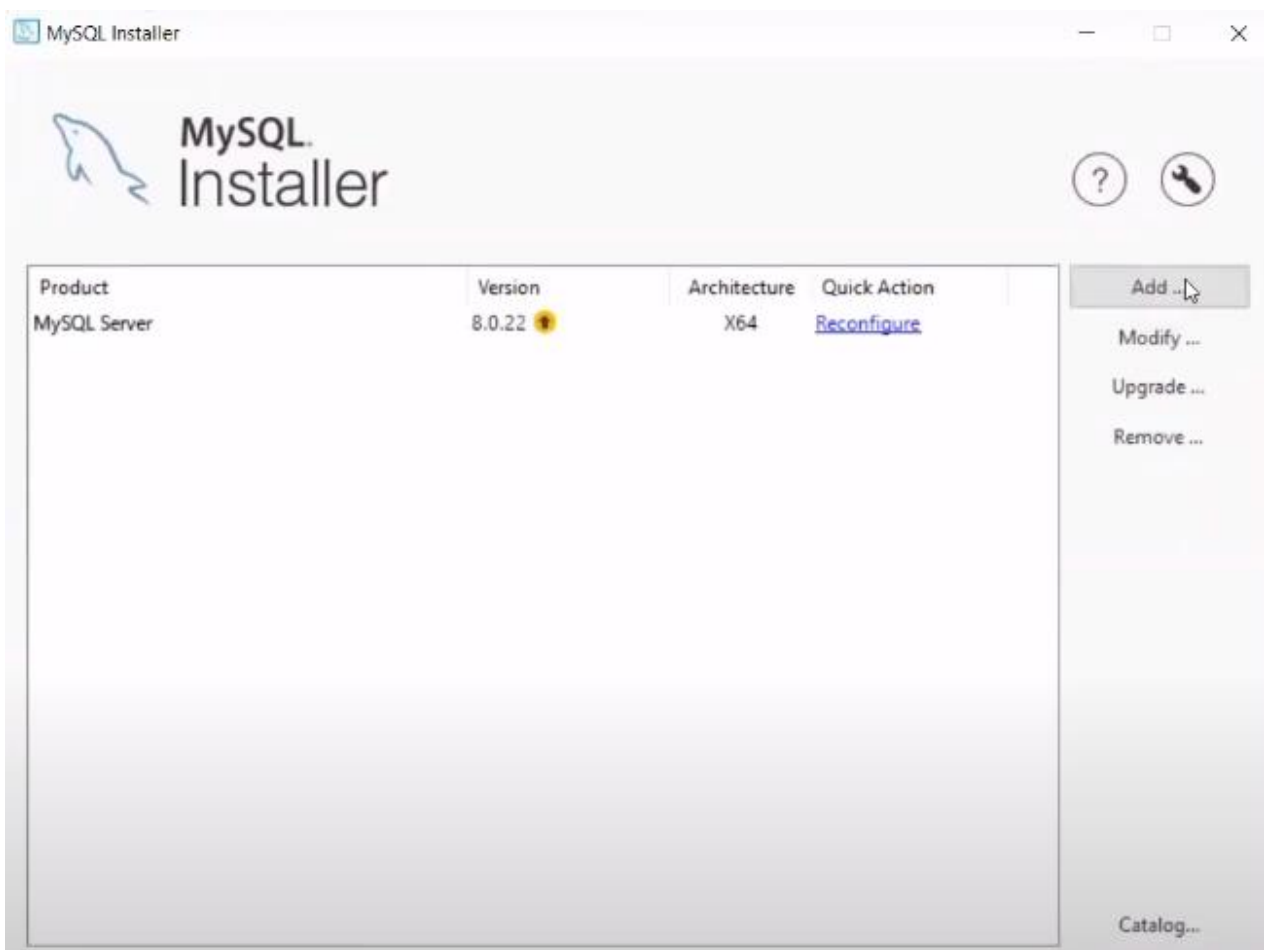 MySQL Installer
MySQL.
Installer
?
Product Version Architecture Quick Action
MySQL Server 8.0.22 X64 Reconfigure
Add ...
Modify ...
Upgrade ...
Remove ...
Catalog...